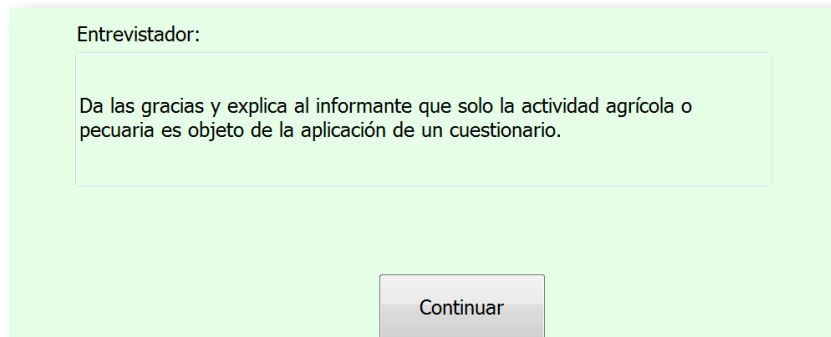 Entrevistador:
Da las gracias y explica al informante que solo la actividad agrícola o
pecuaria es objeto de la aplicación de un cuestionario.
Continuar